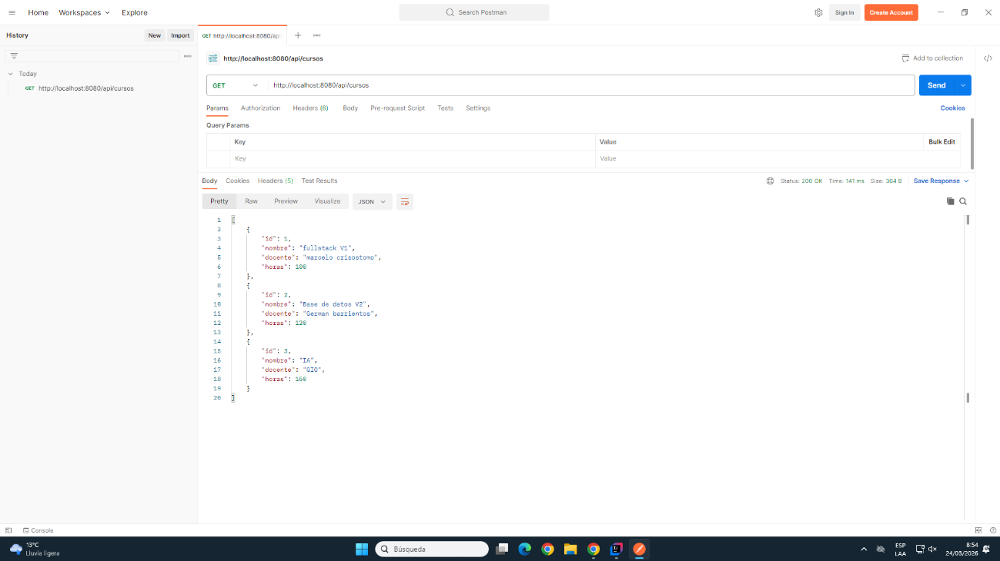 Home Workspaces Explore Search Postman Sign In Create Account
History New Import GET http://localhost:8080/api
HTTP http://localhost:8080/api/cursos Add to collection
Today
GET http://localhost:8080/api/cursos
GET http://localhost:8080/api/cursos Send
Params Authorization Headers (6) Body Pre-request Script Tests Settings Cookies
Query Params
Key Value Bulk Edit
Key Value
Body Cookies Headers (5) Test Results Status: 200 OK Time: 141 ms Size: 364 B Save Response
Pretty Raw Preview Visualize JSON
1 [
2 {
3 "id": 1,
4 "nombre": "fullstack V1",
5 "docente": "marcelo crisostomo",
6 "horas": 100
7 },
8 {
9 "id": 2,
10 "nombre": "Base de datos V2",
11 "docente": "German barrientos",
12 "horas": 120
13 },
14 {
15 "id": 3,
16 "nombre": "IA",
17 "docente": "GIO",
18 "horas": 150
19 }
20 ]
Console
13°C
Lluvia ligera
Búsqueda
ESP
LAA
8:54
24/03/2026